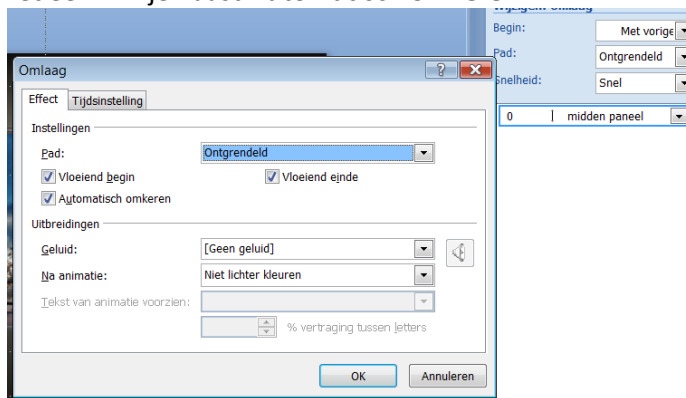 Omlaag
Effect Tijdsinstelling
Instellingen
Pad: Ontgrendeld
Vloeiend begin Vloeiend einde
Automatisch omkeren
Uitbreidingen
Geluid: [Geen geluid]
Na animatie: Niet lichter kleuren
Tekst van animatie voorzien:
% vertraging tussen letters
OK Annuleren
Begin: Met vorige
Pad: Ontgrendeld
Snelheid: Snel
0 midden paneel